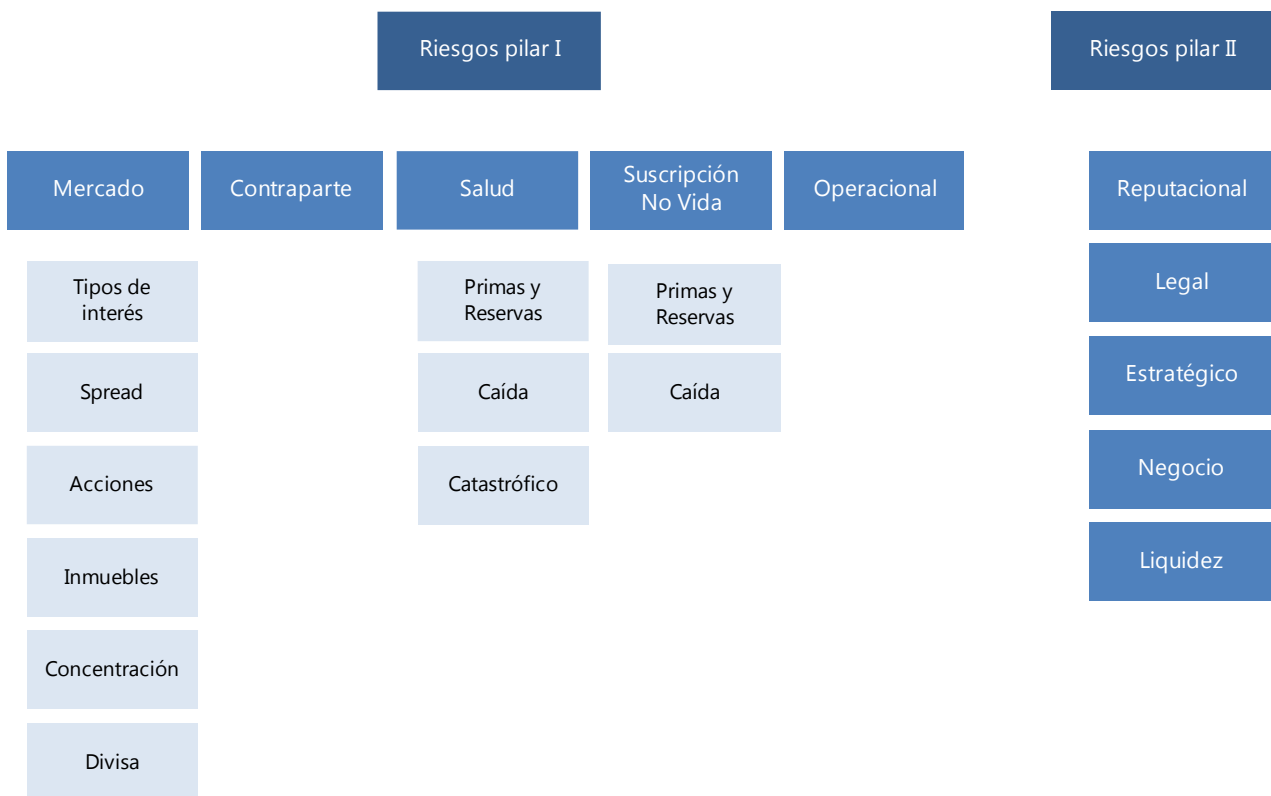 Riesgos pilar I
Riesgos pilar II
Mercado
Contraparte
Salud
Suscripción
No Vida
Operacional
Reputacional
Tipos de
interés
Primas y
Reservas
Primas y
Reservas
Legal
Spread
Caída
Caída
Estratégico
Acciones
Catastrófico
Negocio
Inmuebles
Liquidez
Concentración
Divisa